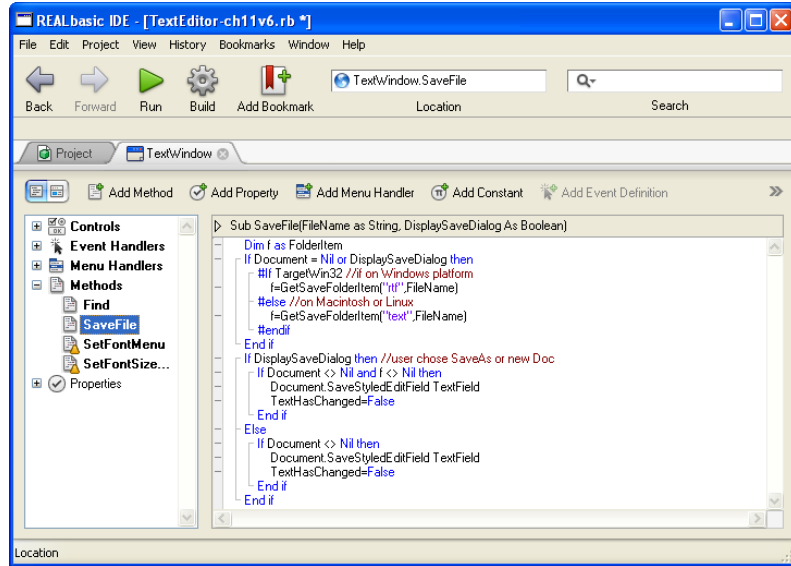 REALbasic IDE - [TextEditor-ch11v6.rb *]
File Edit Project View History Bookmarks Window Help
TextWindow.SaveFile
Back Forward Run Build Add Bookmark Location Search
Project TextWindow
Add Method Add Property Add Menu Handler Add Constant Add Event Definition
Controls
Event Handlers
Menu Handlers
Methods
Find
SaveFile
SetFontMenu
SetFontSize...
Properties
Sub SaveFile(FileName as String, DisplaySaveDialog As Boolean)
Dim f as FolderItem
If Document = Nil or DisplaySaveDialog then
#If TargetWin32 //if on Windows platform
f=GetSaveFolderItem("rtf",FileName)
#else //on Macintosh or Linux
f=GetSaveFolderItem("text",FileName)
#endif
End if
If DisplaySaveDialog then //user chose SaveAs or new Doc
If Document <> Nil and f <> Nil then
Document.SaveStyledEditField TextField
TextHasChanged=False
End if
Else
If Document <> Nil then
Document.SaveStyledEditField TextField
TextHasChanged=False
End if
End if
Location